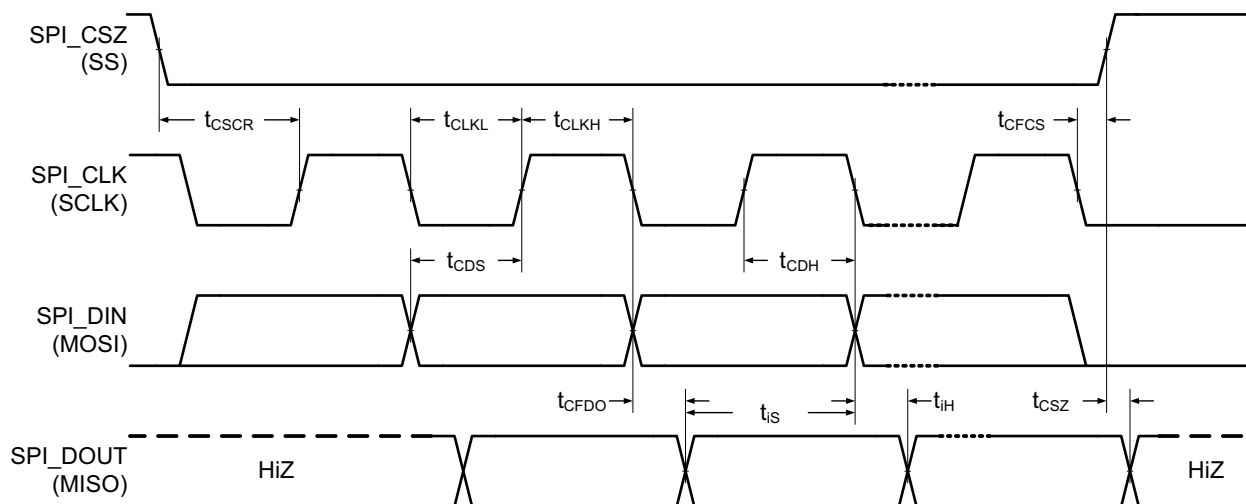 SPI_CSZ
(SS)
tCSCR
tCLKL
tCLKH
tCFCS
SPI_CLK
(SCLK)
tCDS
tCDH
SPI_DIN
(MOSI)
tCFDO
tiS
tiH
tCSZ
SPI_DOUT
(MISO)
HiZ
HiZ